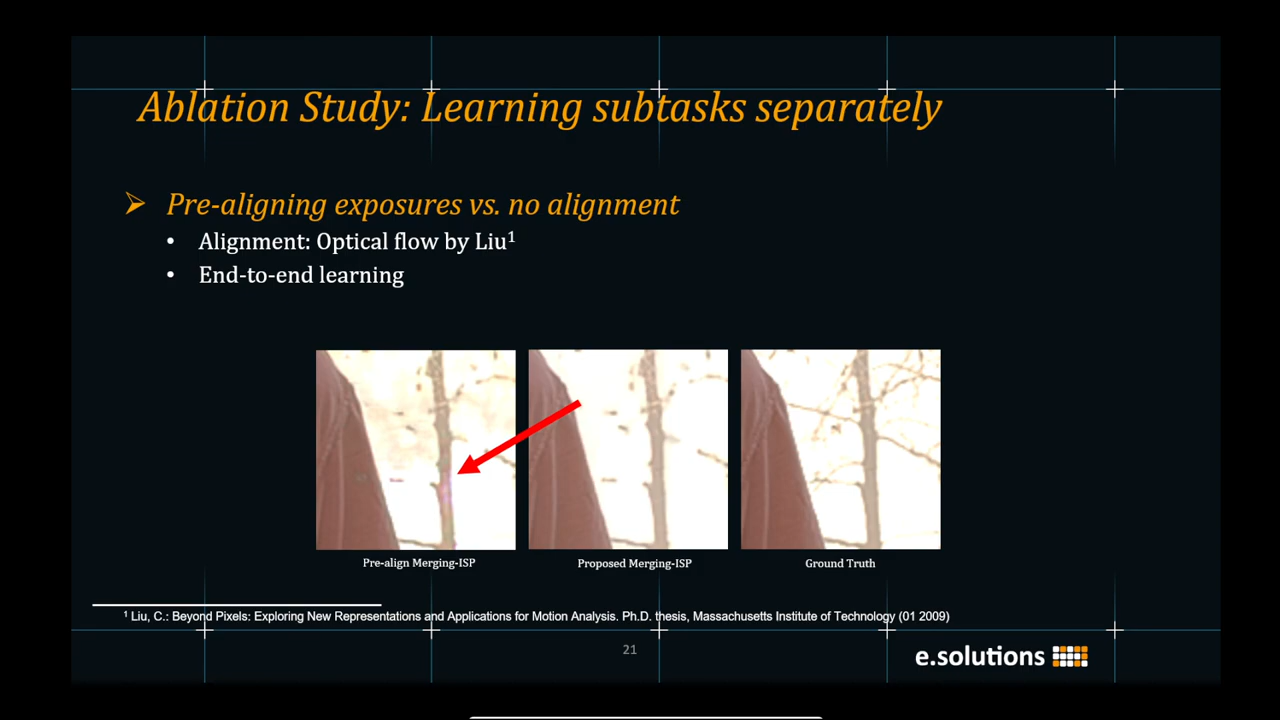 Ablation Study: Learning subtasks separately
➢ Pre-aligning exposures vs. no alignment
• Alignment: Optical flow by Liu¹
• End-to-end learning
Pre-align Merging-ISP
Proposed Merging-ISP
Ground Truth
¹ Liu, C.: Beyond Pixels: Exploring New Representations and Applications for Motion Analysis. Ph.D. thesis, Massachusetts Institute of Technology (01 2009)
21
e.solutions